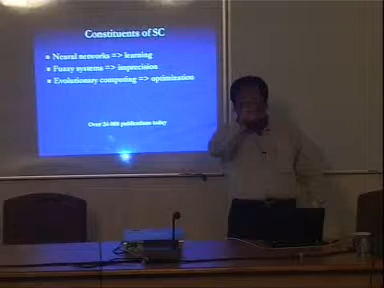 Constituents of SC
Neural networks => learning
Fuzzy systems => imprecision
Evolutionary computing => optimization
Over 24 000 publications today